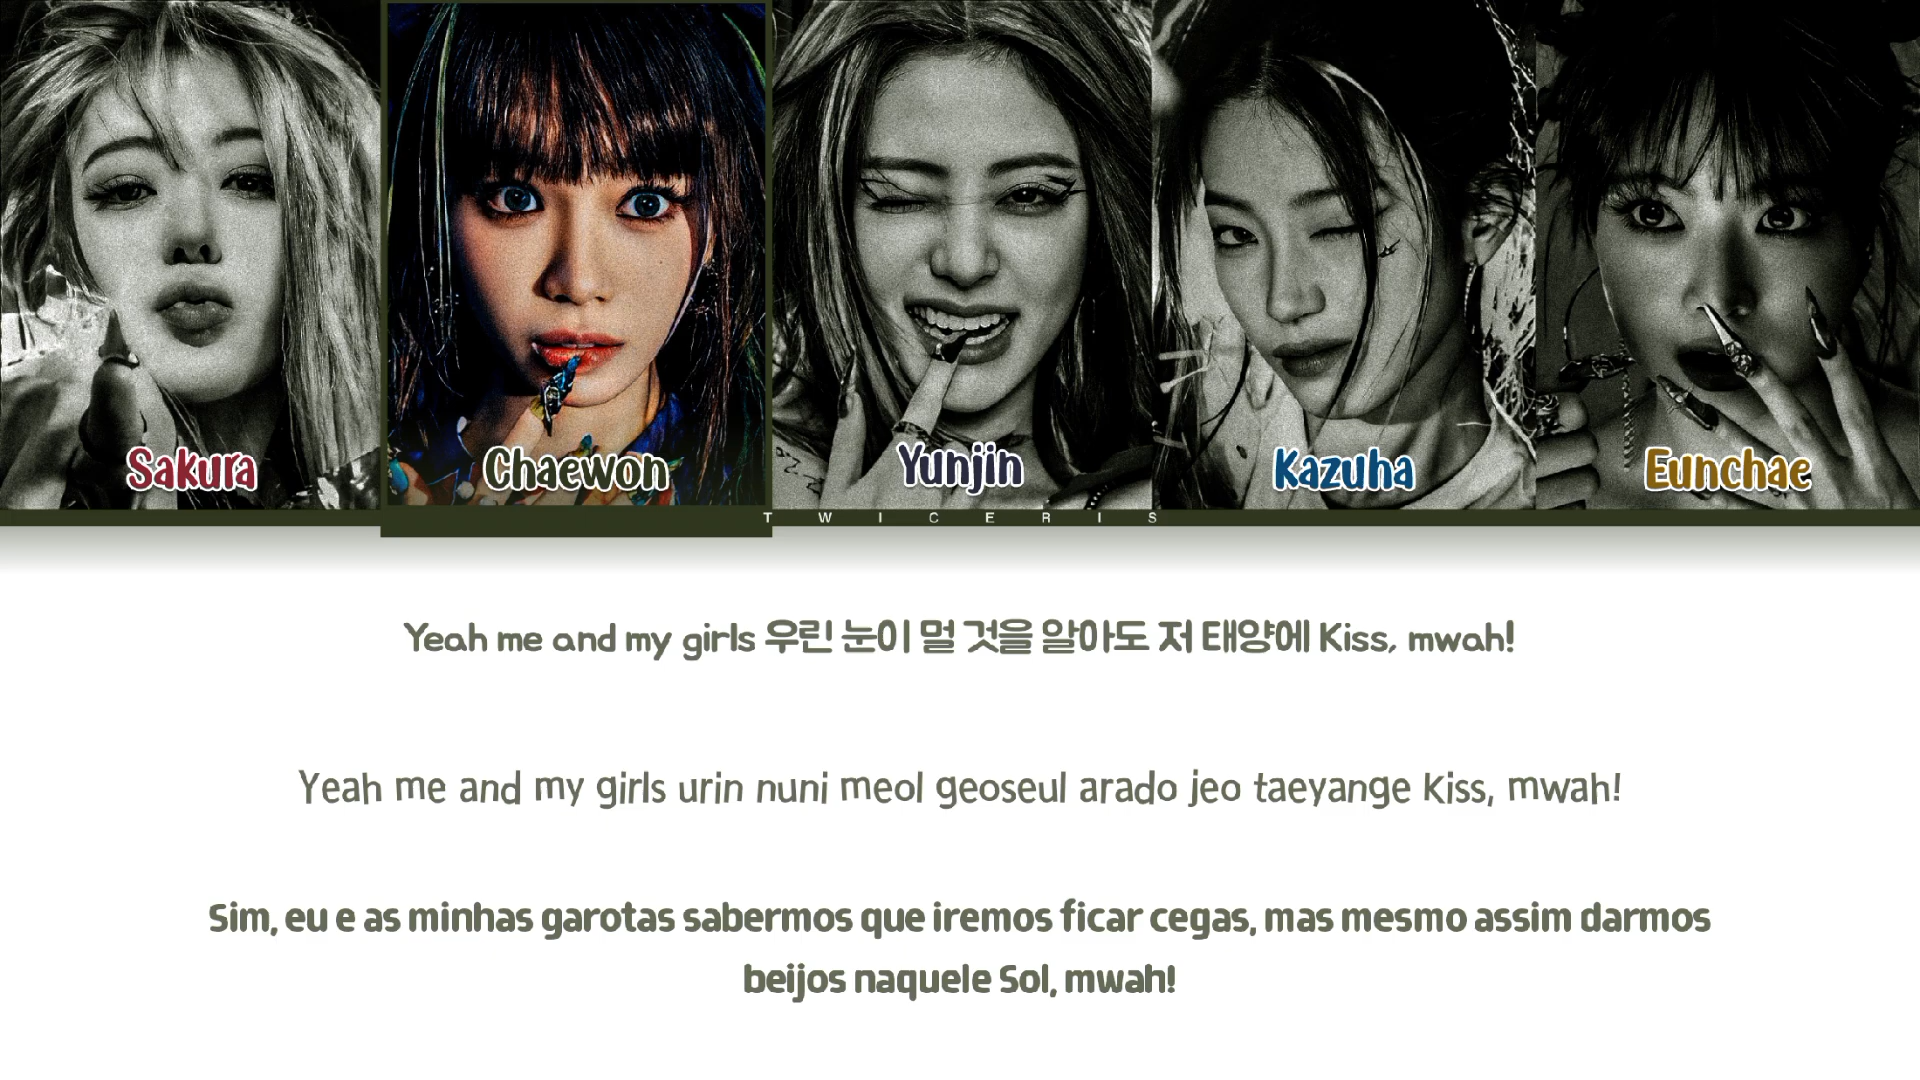 Sakura
Chaewon
Yunjin
Kazuha
Eunchae
TWICERIS
Yeah me and my girls 우린 눈이 멀 것을 알아도 저 태양에 Kiss, mwah!
Yeah me and my girls urin nuni meol geoseul arado jeo taeyange Kiss, mwah!
Sim, eu e as minhas garotas sabermos que iremos ficar cegas, mas mesmo assim darmos
beijos naquele Sol, mwah!